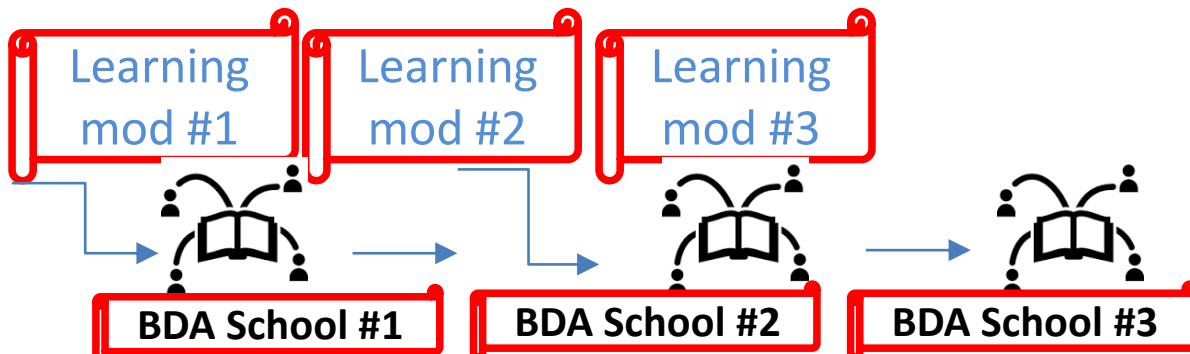 Learning
mod #1
Learning
mod #2
Learning
mod #3
BDA School #1
BDA School #2
BDA School #3